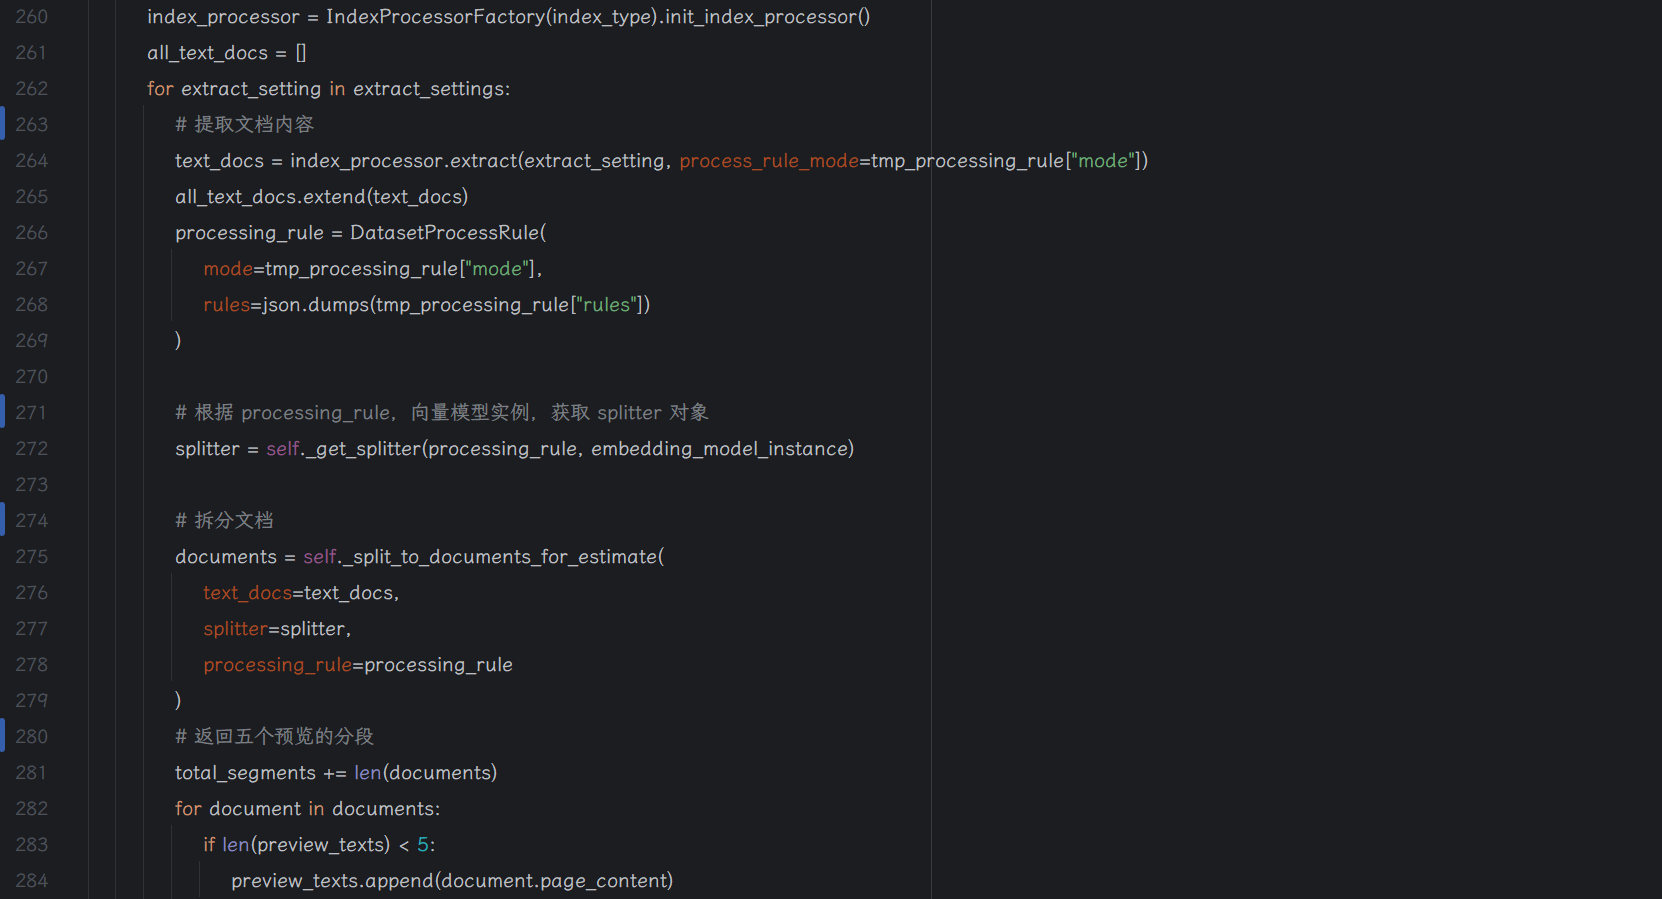 260 index_processor = IndexProcessorFactory(index_type).init_index_processor()
261 all_text_docs = []
262 for extract_setting in extract_settings:
263 # 提取文档内容
264 text_docs = index_processor.extract(extract_setting, process_rule_mode=tmp_processing_rule["mode"])
265 all_text_docs.extend(text_docs)
266 processing_rule = DatasetProcessRule(
267 mode=tmp_processing_rule["mode"],
268 rules=json.dumps(tmp_processing_rule["rules"])
269 )
270
271 # 根据 processing_rule, 向量模型实例, 获取 splitter 对象
272 splitter = self._get_splitter(processing_rule, embedding_model_instance)
273
274 # 拆分文档
275 documents = self._split_to_documents_for_estimate(
276 text_docs=text_docs,
277 splitter=splitter,
278 processing_rule=processing_rule
279 )
280 # 返回五个预览的分段
281 total_segments += len(documents)
282 for document in documents:
283 if len(preview_texts) < 5:
284 preview_texts.append(document.page_content)